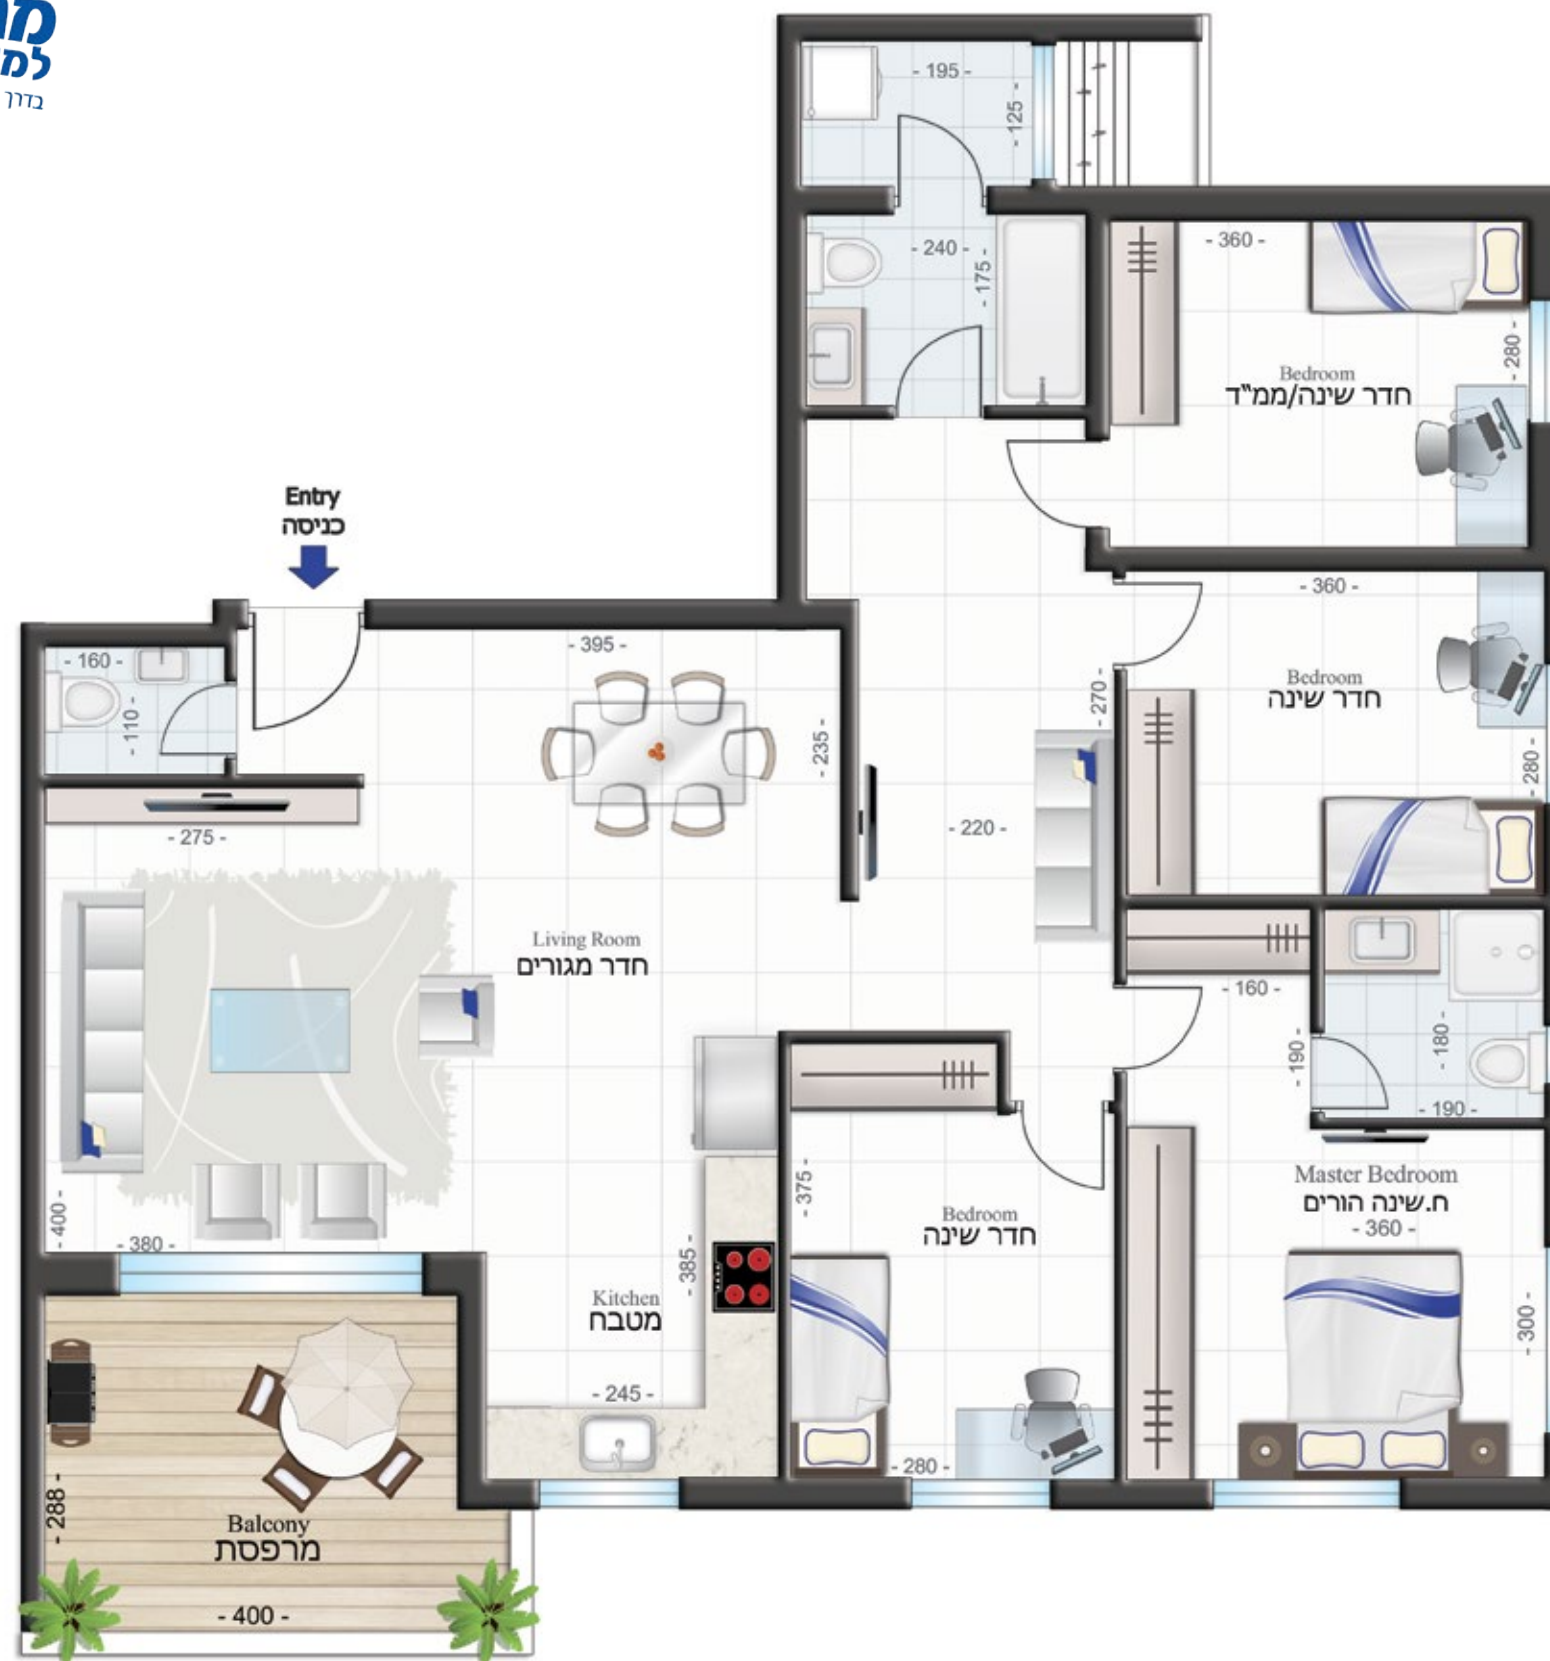 בדרך
- 195 -
- 125 -
- 240 -
- 175 -
- 360 -
- 280 -
Bedroom
חדר שינה/ממ"ד
Entry
כניסה
- 160 -
- 110 -
- 395 -
- 235 -
- 275 -
- 360 -
- 270 -
Bedroom
חדר שינה
- 280 -
- 220 -
Living Room
חדר מגורים
- 160 -
- 190 -
- 180 -
- 190 -
- 400 -
- 380 -
Kitchen
מטבח
- 385 -
- 245 -
- 375 -
Bedroom
חדר שינה
- 280 -
Master Bedroom
ח.שינה הורים
- 360 -
- 300 -
- 288 -
Balcony
מרפסת
- 400 -